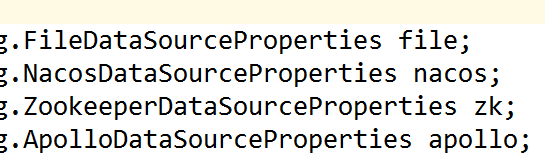 g.FileDataSourceProperties file;
g.NacosDataSourceProperties nacos;
g.ZookeeperDataSourceProperties zk;
g.ApolloDataSourceProperties apollo;